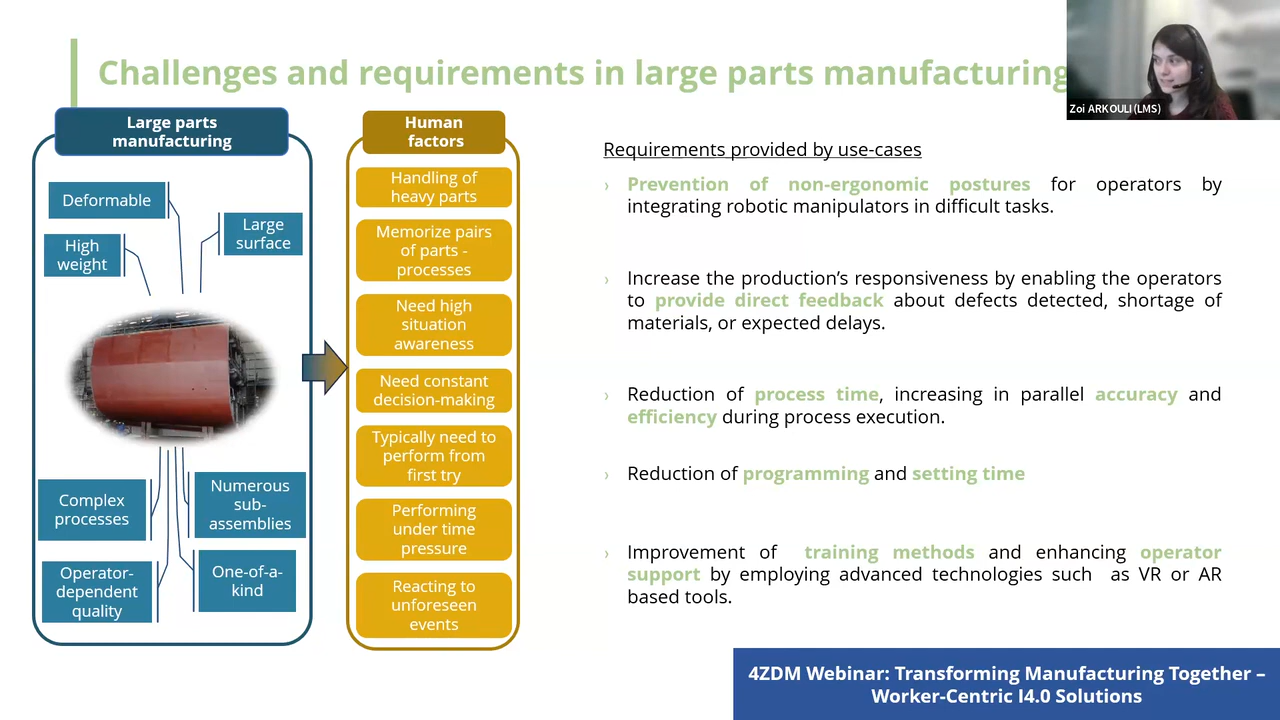 Challenges and requirements in large parts manufacturing
Zoi ARKOULI (LMS)
Large parts
manufacturing
Deformable
Large
surface
High
weight
Complex
processes
Numerous
sub-
assemblies
Operator-
dependent
quality
One-of-a-
kind
Human
factors
Handling of
heavy parts
Memorize pairs
of parts -
processes
Need high
situation
awareness
Need constant
decision-making
Typically need to
perform from
first try
Performing
under time
pressure
Reacting to
unforeseen
events
Requirements provided by use-cases
› Prevention of non-ergonomic postures for operators by
integrating robotic manipulators in difficult tasks.
› Increase the production’s responsiveness by enabling the operators
to provide direct feedback about defects detected, shortage of
materials, or expected delays.
› Reduction of process time, increasing in parallel accuracy and
efficiency during process execution.
› Reduction of programming and setting time
› Improvement of training methods and enhancing operator
support by employing advanced technologies such as VR or AR
based tools.
4ZDM Webinar: Transforming Manufacturing Together –
Worker-Centric I4.0 Solutions